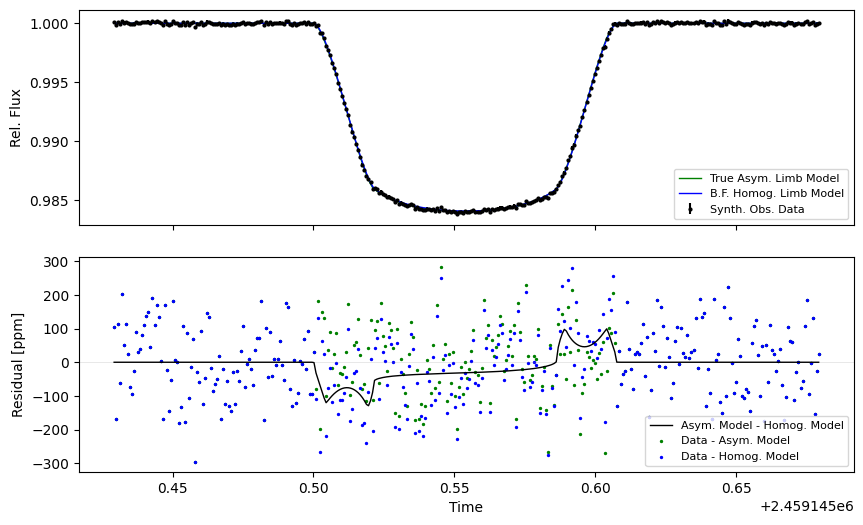 1.000
0.995
0.990
0.985
Rel. Flux
True Asym. Limb Model
B.F. Homog. Limb Model
Synth. Obs. Data
300
200
100
0
−100
−200
−300
Residual [ppm]
Asym. Model - Homog. Model
Data - Asym. Model
Data - Homog. Model
0.45
0.50
0.55
0.60
0.65
Time
+2.459145e6